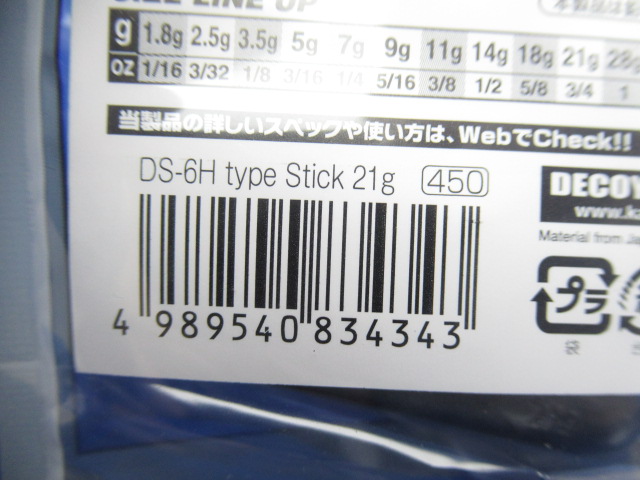 SIZE LINE UP
g 1.8g 2.5g 3.5g 5g 7g 9g 11g 14g 18g 21g 28g
oz 1/16 3/32 1/8 3/16 1/4 5/16 3/8 1/2 5/8 3/4 1
当製品の詳しいスペックや使い方は、WebでCheck!!
DS-6H type Stick 21g 450
DECOY
www.k
Material from Ja
4 989540 834343
プラ
袋